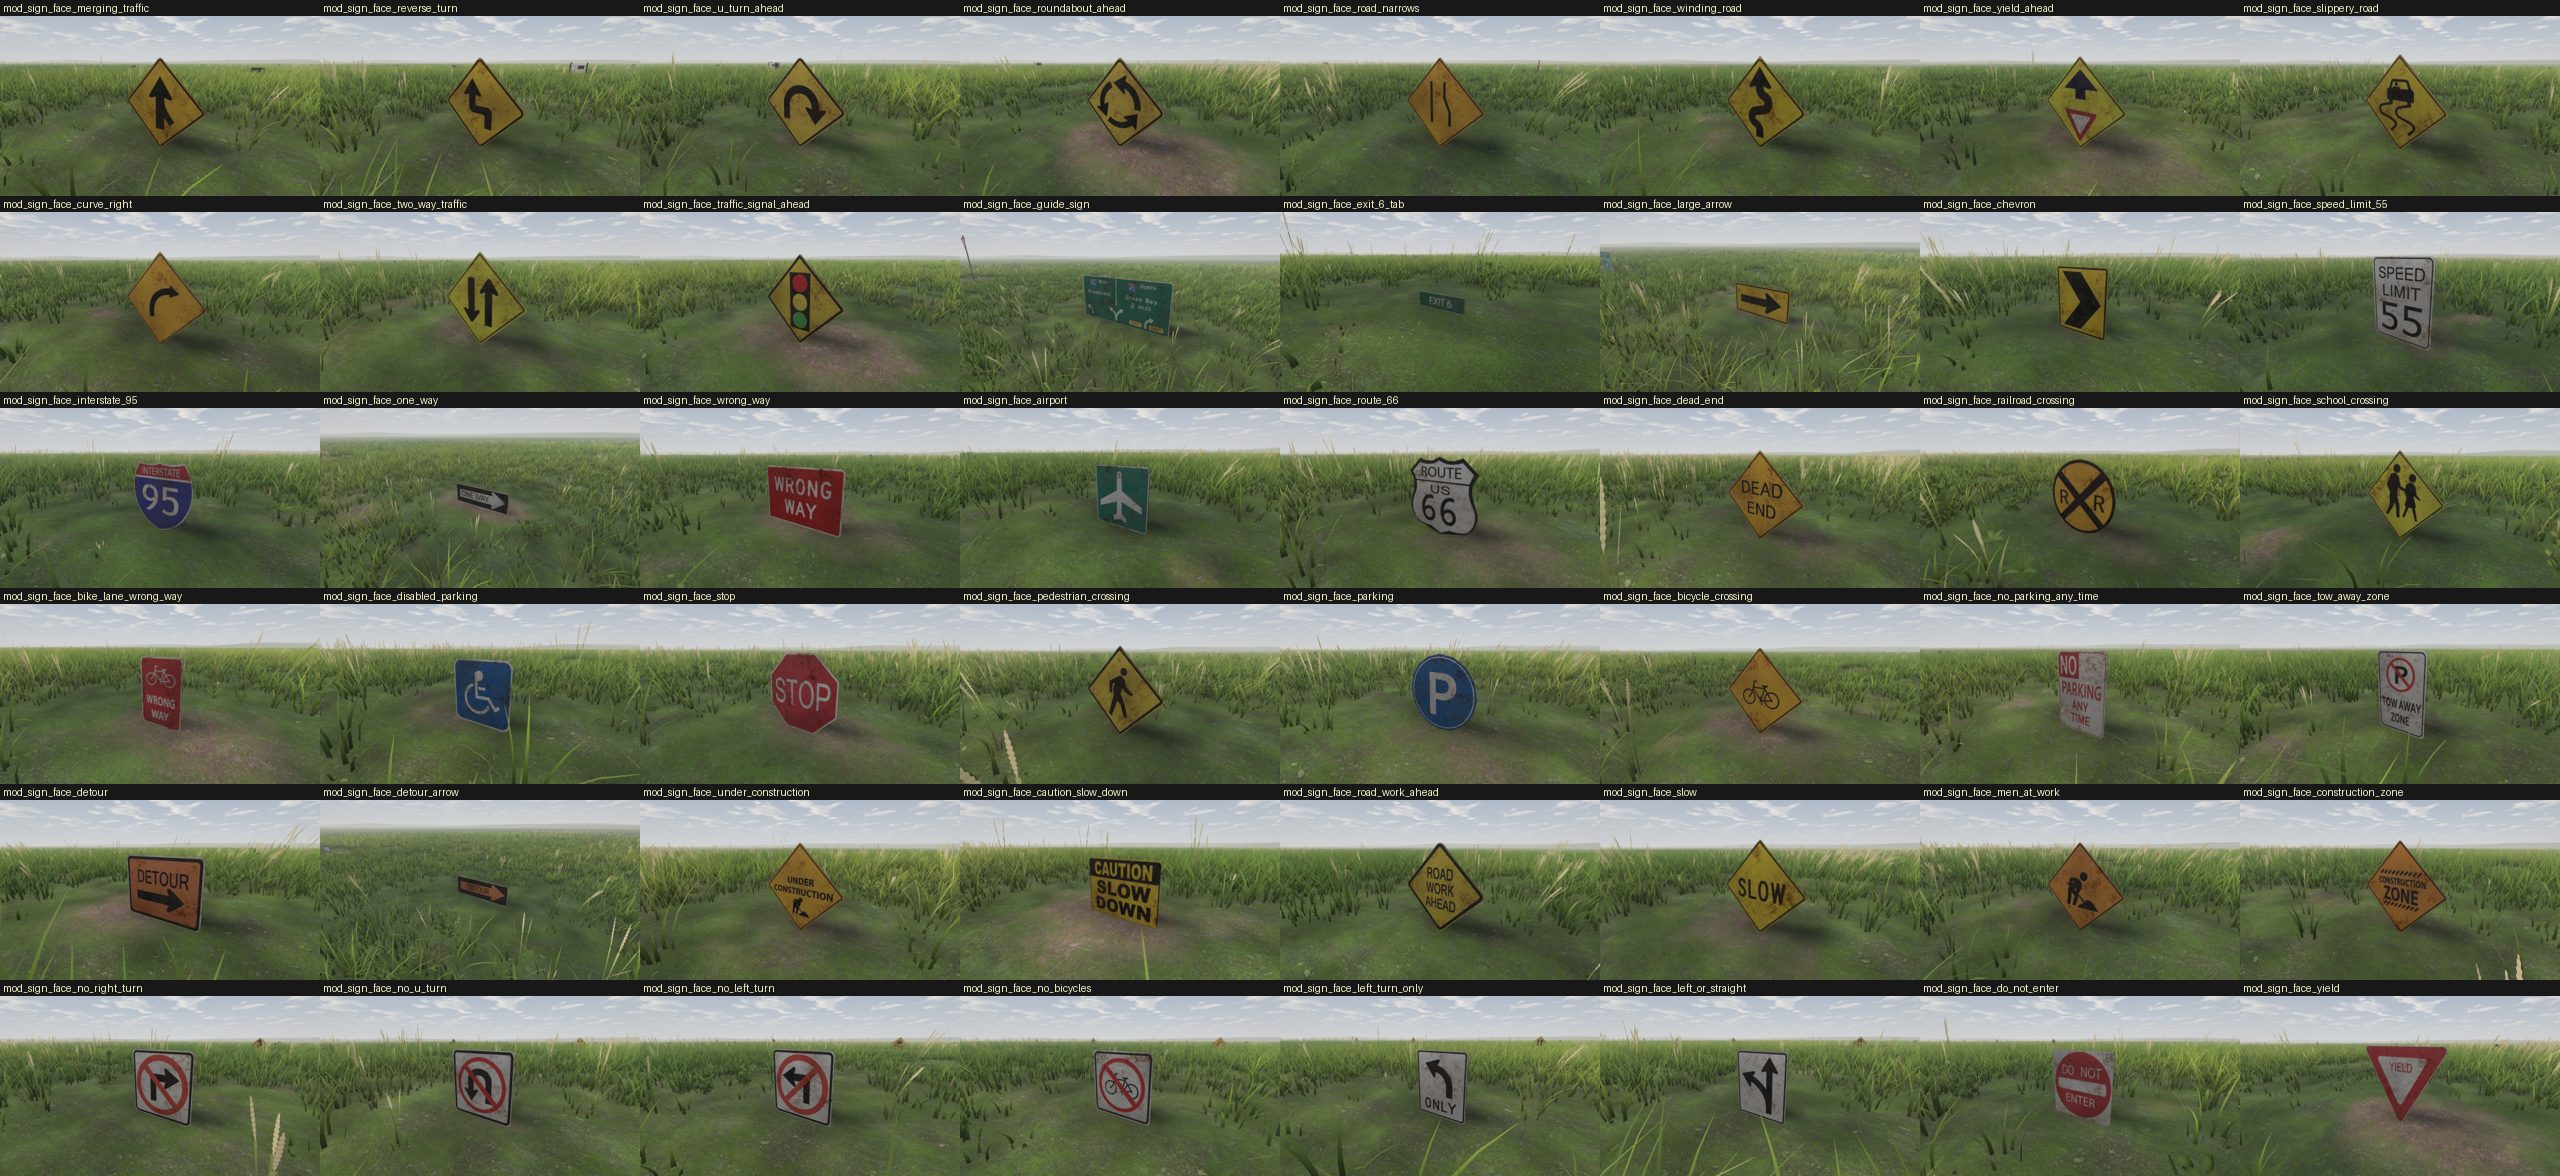 mod_sign_face_merging_traffic
mod_sign_face_reverse_turn
mod_sign_face_u_turn_ahead
mod_sign_face_roundabout_ahead
mod_sign_face_road_narrows
mod_sign_face_winding_road
mod_sign_face_yield_ahead
mod_sign_face_slippery_road
mod_sign_face_curve_right
mod_sign_face_two_way_traffic
mod_sign_face_traffic_signal_ahead
mod_sign_face_guide_sign
NORTH
Green Bay
2 MILES
mod_sign_face_exit_6_tab
EXIT 6
mod_sign_face_large_arrow
mod_sign_face_chevron
mod_sign_face_speed_limit_55
SPEED
LIMIT
55
mod_sign_face_interstate_95
INTERSTATE
95
mod_sign_face_one_way
ONE WAY
mod_sign_face_wrong_way
WRONG
WAY
mod_sign_face_airport
mod_sign_face_route_66
ROUTE
US
66
mod_sign_face_dead_end
DEAD
END
mod_sign_face_railroad_crossing
R R
mod_sign_face_school_crossing
mod_sign_face_bike_lane_wrong_way
WRONG
WAY
mod_sign_face_disabled_parking
mod_sign_face_stop
STOP
mod_sign_face_pedestrian_crossing
mod_sign_face_parking
P
mod_sign_face_bicycle_crossing
mod_sign_face_no_parking_any_time
NO
PARKING
ANY
TIME
mod_sign_face_tow_away_zone
P
TOW AWAY
ZONE
mod_sign_face_detour
DETOUR
mod_sign_face_detour_arrow
DETOUR
mod_sign_face_under_construction
UNDER
CONSTRUCTION
mod_sign_face_caution_slow_down
CAUTION
SLOW
DOWN
mod_sign_face_road_work_ahead
ROAD
WORK
AHEAD
mod_sign_face_slow
SLOW
mod_sign_face_men_at_work
mod_sign_face_construction_zone
CONSTRUCTION
ZONE
mod_sign_face_no_right_turn
mod_sign_face_no_u_turn
mod_sign_face_no_left_turn
mod_sign_face_no_bicycles
mod_sign_face_left_turn_only
ONLY
mod_sign_face_left_or_straight
mod_sign_face_do_not_enter
DO NOT
ENTER
mod_sign_face_yield
YIELD